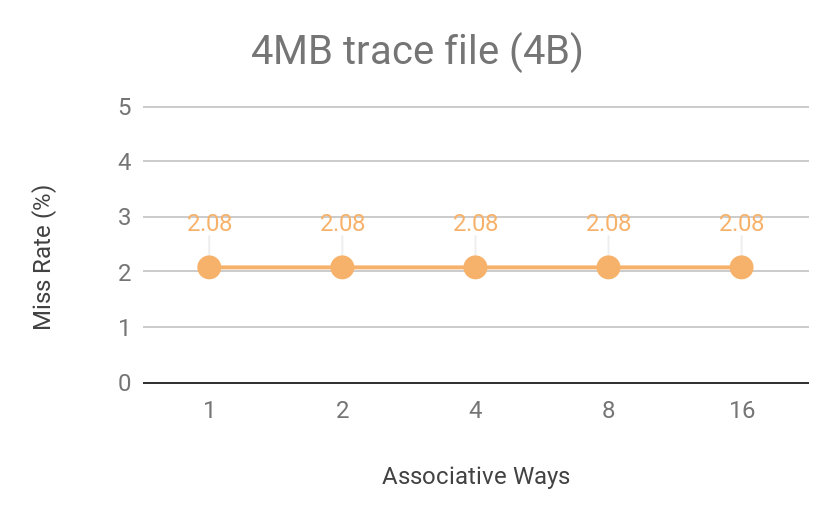 4MB trace file (4B)
Miss Rate (%)
5
4
3
2
1
0
2.08 2.08 2.08 2.08 2.08
1 2 4 8 16
Associative Ways